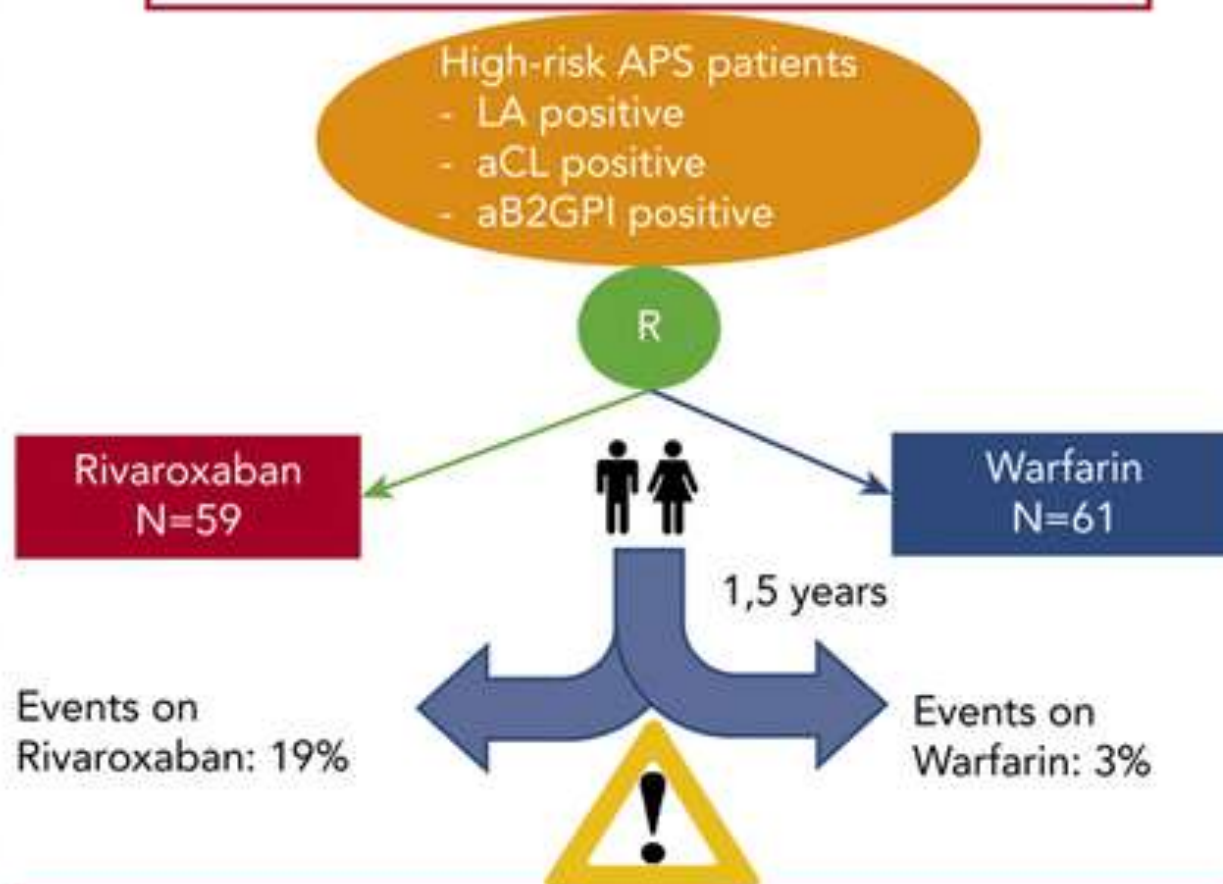 High-risk APS patients
- LA positive
- aCL positive
- aB2GPI positive
R
Rivaroxaban
N=59
Warfarin
N=61
1,5 years
Events on
Rivaroxaban: 19%
Events on
Warfarin: 3%
!